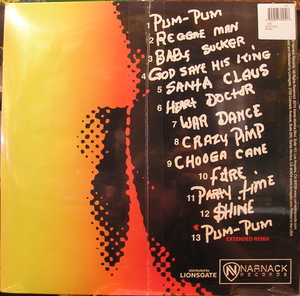 1 PUM-PUM
2 REGGAE MAN
3 BABY SUCKER
4 GOD SAVE HIS KING
* 5 SANTA CLAUS
6 HEART DOCTOR
7 WAR DANCE
8 CRAZY PIMP
9 CHOOGA CANE
10 FIRE
11 PARTY TIME
12 $HINE
* 13 PUM-PUM
EXTENDED REMIX
distributed by
LIONSGATE
N NARNACK
RECORDS